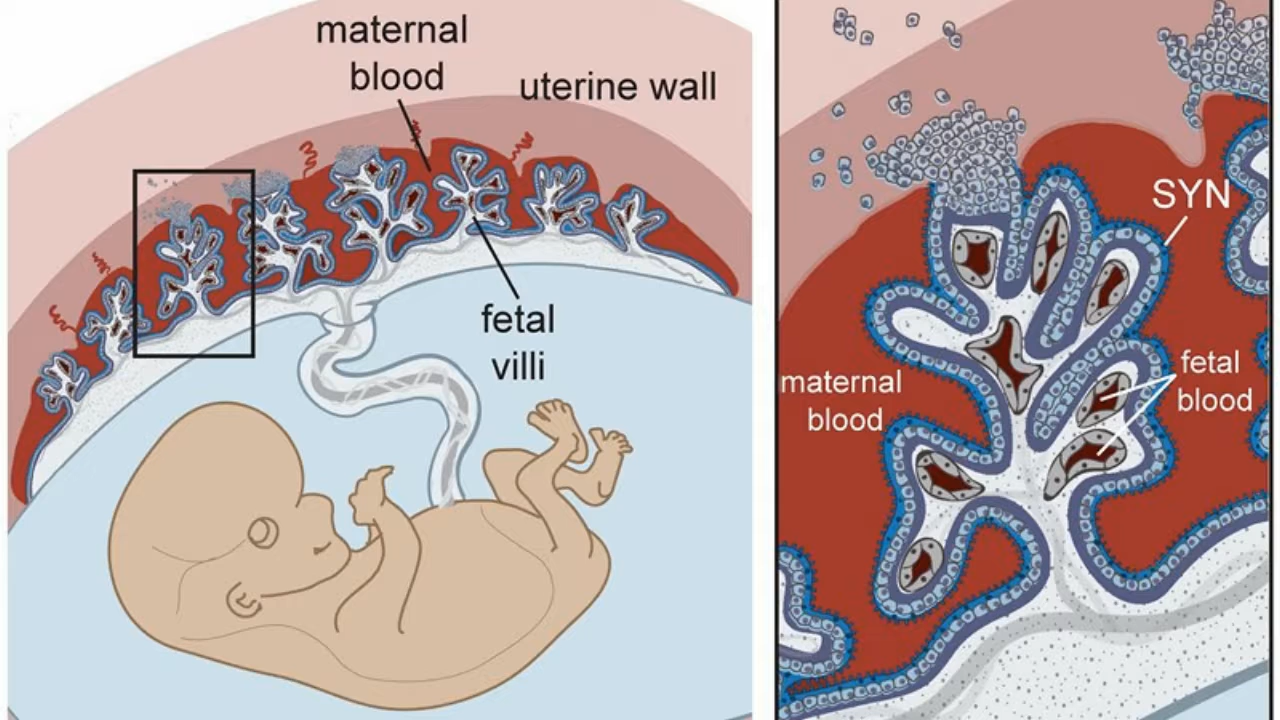 maternal
blood
uterine wall
fetal
villi
SYN
maternal
blood
fetal
blood